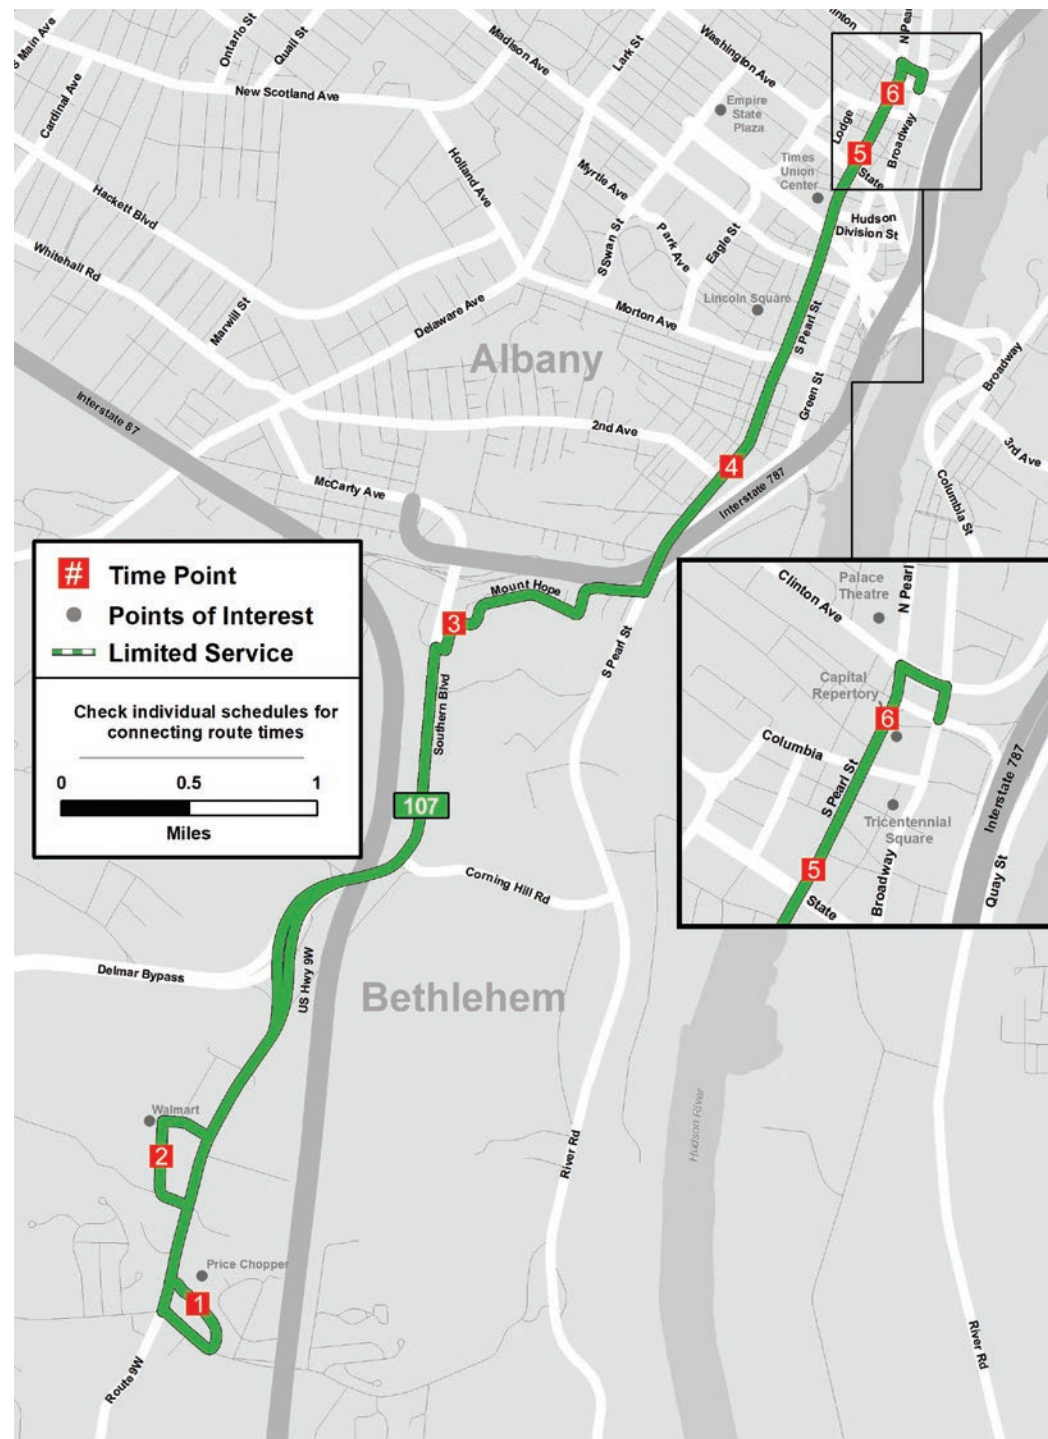 s Main Ave
Ontario St
Quail St
Madison Ave
Lark St
Washington Ave
linton
N Pear
Cardinal Ave
New Scotland Ave
Empire
State
Plaza
6
Lodge
Broadway
Holland Ave
Times
Union
Center
5
State
Myrtle Ave
Hackett Blvd
Hudson
Division St
S Swan St
Park Ave
Eagle St
Whitehall Rd
Lincoln Square
Marwill St
Delaware Ave
Morton Ave
S Pearl St
Albany
Broadway
Green St
Interstate 87
2nd Ave
3rd Ave
4
McCarty Ave
Interstate 787
Columbia St
# Time Point
Points of Interest
Limited Service
Check individual schedules for
connecting route times
0 0.5 1
Miles
Mount Hope
3
S Pearl St
Southern Blvd
107
Corning Hill Rd
Clinton Ave
Palace
Theatre
N Pearl
Capital
Repertory
6
Columbia
S Pearl St
Interstate 787
Tricentennial
Square
5
State
Broadway
Quay St
Delmar Bypass
US Hwy 9W
Bethlehem
Walmart
2
Hudson River
River Rd
Price Chopper
1
Route 9W
River Rd